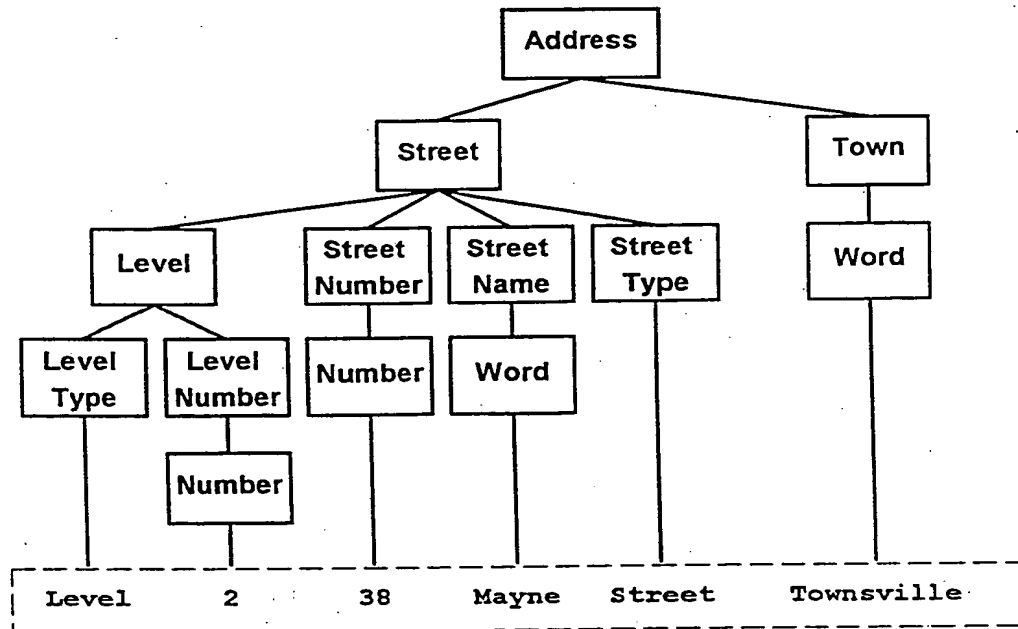 Address
Street
Town
Level
Street
Number
Street
Name
Street
Type
Word
Level
Type
Level
Number
Number
Word
Number
Level 2 38 Mayne Street Townsville